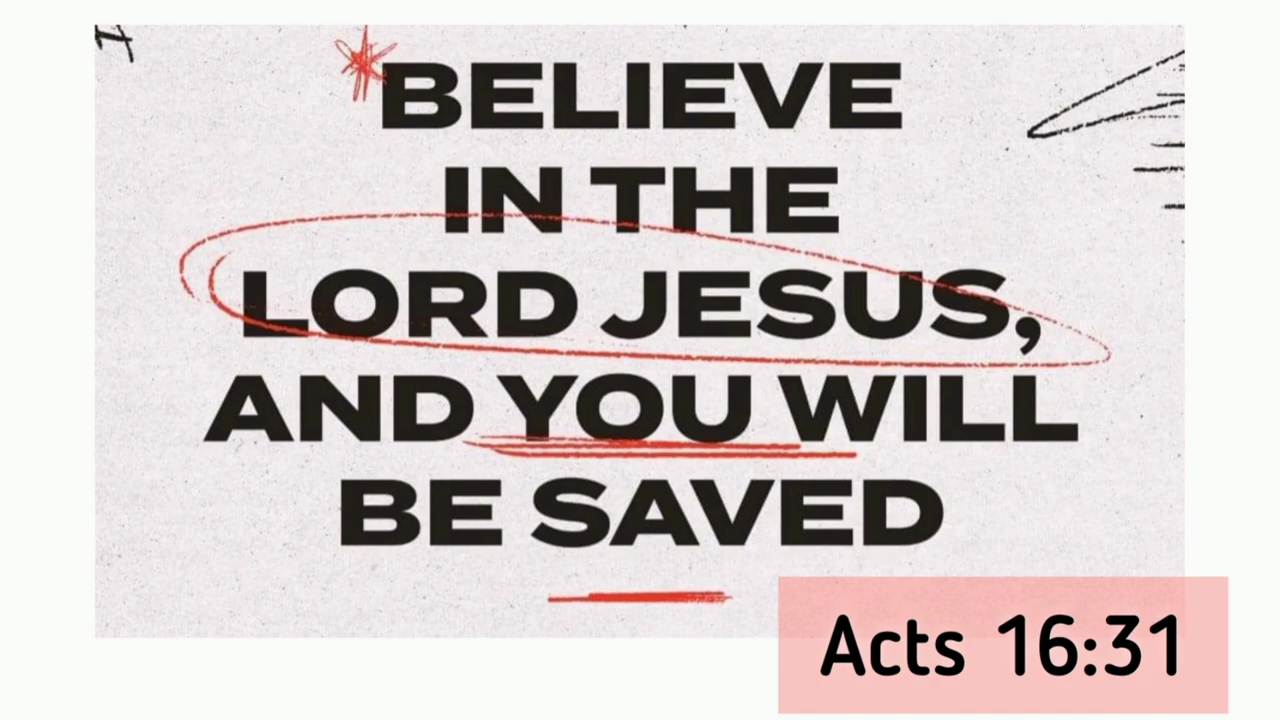 *BELIEVE
IN THE
LORD JESUS,
AND YOU WILL
BE SAVED
Acts 16:31